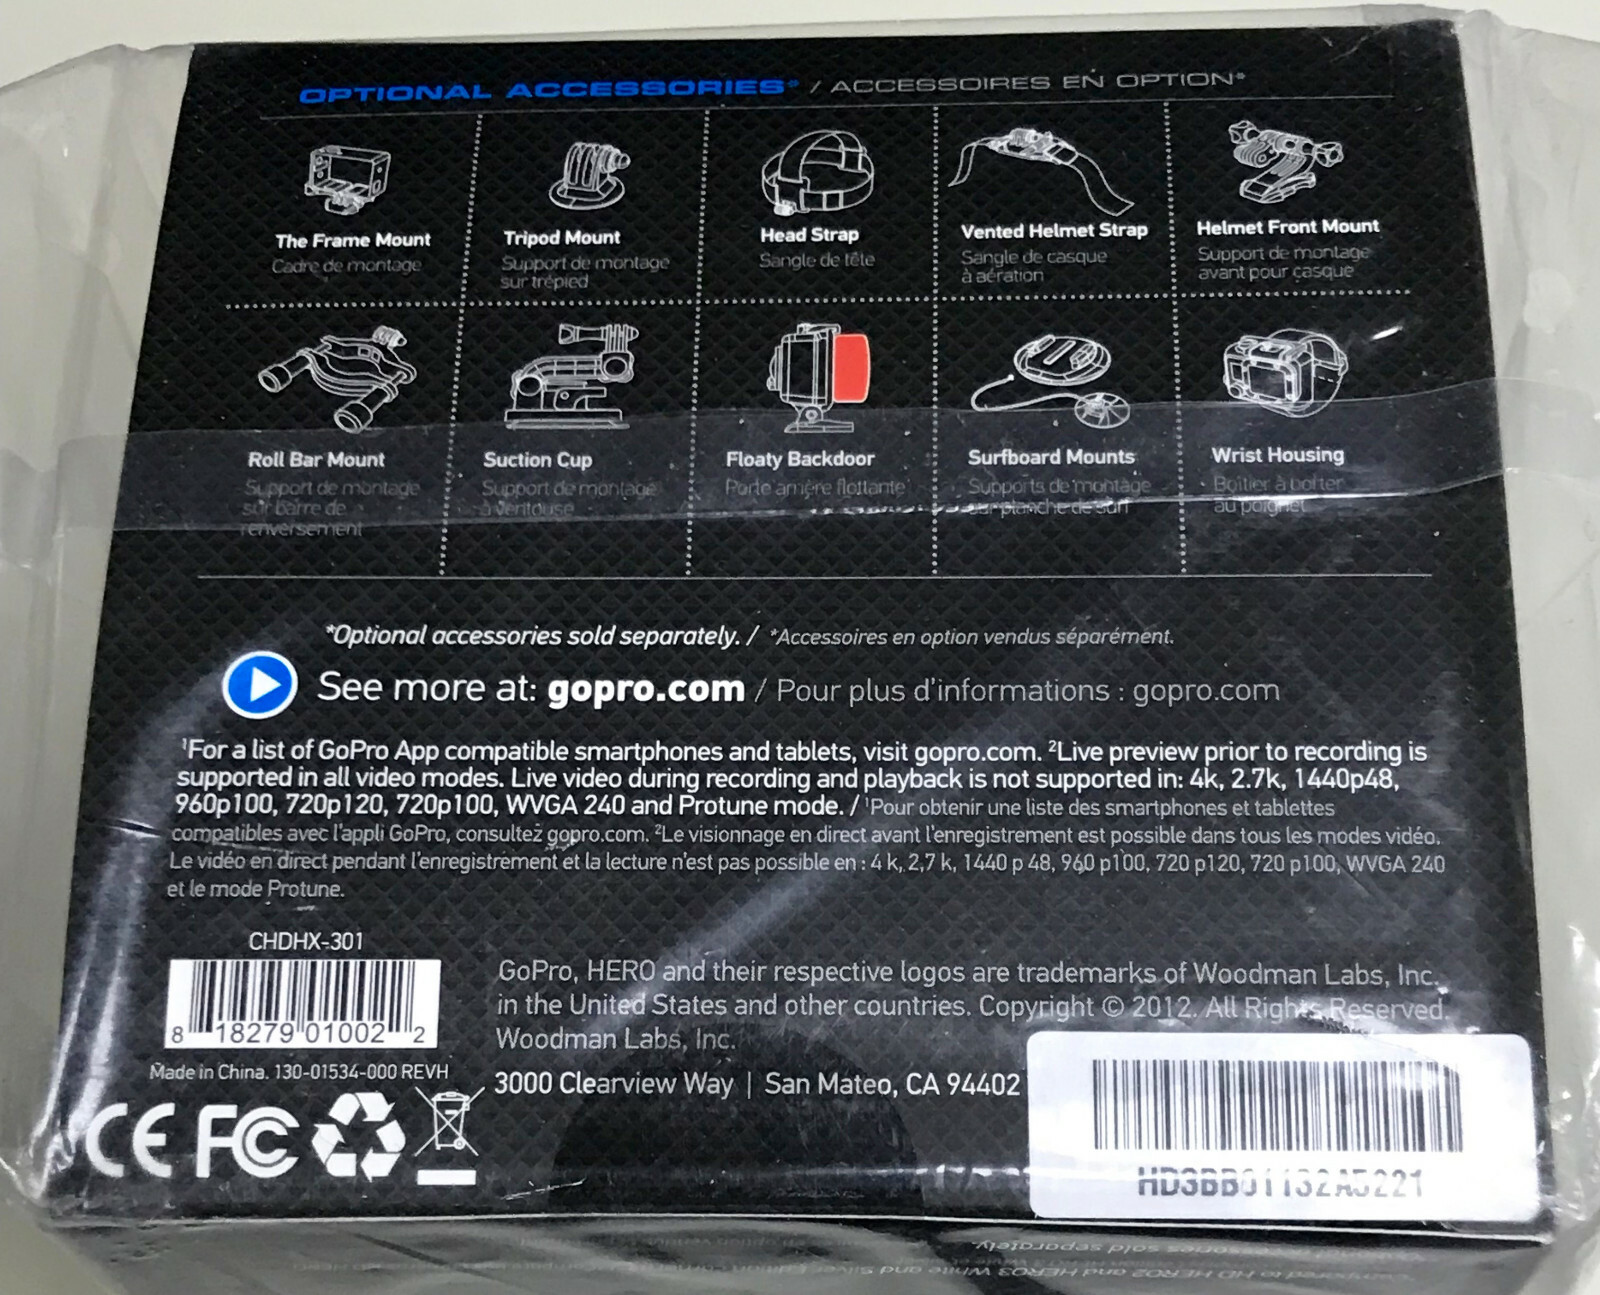 OPTIONAL ACCESSORIES* / ACCESSOIRES EN OPTION*
The Frame Mount
Cadre de montage
Tripod Mount
Support de montage
sur trépied
Head Strap
Sangle de tête
Vented Helmet Strap
Sangle de casque
à aération
Helmet Front Mount
Support de montage
avant pour casque
Roll Bar Mount
Support de montage
sur barre de
renversement
Suction Cup
Support de montage
à ventouse
Floaty Backdoor
Porte arrière flottante
Surfboard Mounts
Supports de montage
sur planche de surf
Wrist Housing
Boîtier à boîter
au poignet
*Optional accessories sold separately. / *Accessoires en option vendus séparément.
See more at: gopro.com / Pour plus d'informations : gopro.com
¹For a list of GoPro App compatible smartphones and tablets, visit gopro.com. ²Live preview prior to recording is
supported in all video modes. Live video during recording and playback is not supported in: 4k, 2.7k, 1440p48,
960p100, 720p120, 720p100, WVGA 240 and Protune mode. / ¹Pour obtenir une liste des smartphones et tablettes
compatibles avec l'appli GoPro, consultez gopro.com. ²Le visionnage en direct avant l'enregistrement est possible dans tous les modes vidéo.
Le vidéo en direct pendant l'enregistrement et la lecture n'est pas possible en : 4 k, 2,7 k, 1440 p 48, 960 p100, 720 p120, 720 p100, WVGA 240
et le mode Protune.
CHDHX-301
8 18279 01002 2
Made in China. 130-01534-000 REVH
CE FC
GoPro, HERO and their respective logos are trademarks of Woodman Labs, Inc.
in the United States and other countries. Copyright © 2012. All Rights Reserved.
Woodman Labs, Inc.
3000 Clearview Way | San Mateo, CA 94402
HD3BB01132A5221